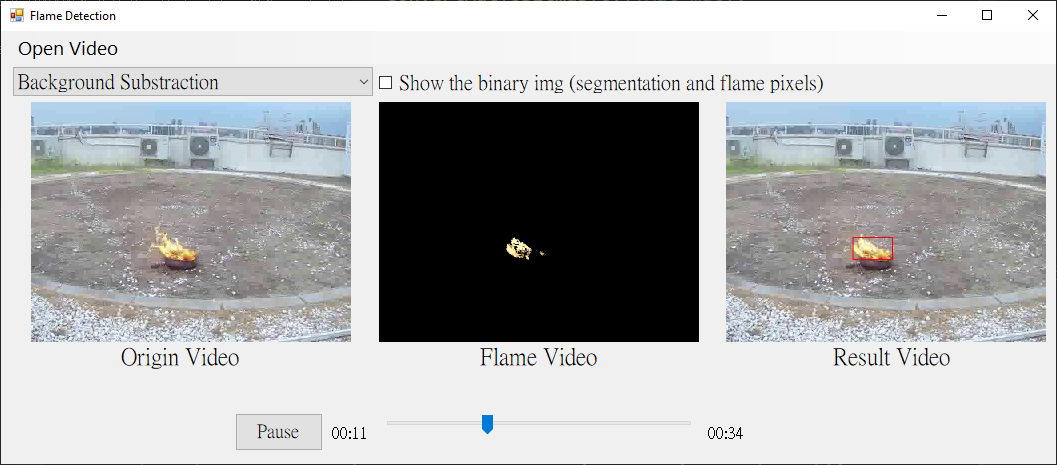 Flame Detection
Open Video
Background Substraction
Show the binary img (segmentation and flame pixels)
Origin Video
Flame Video
Result Video
Pause
00:11
00:34